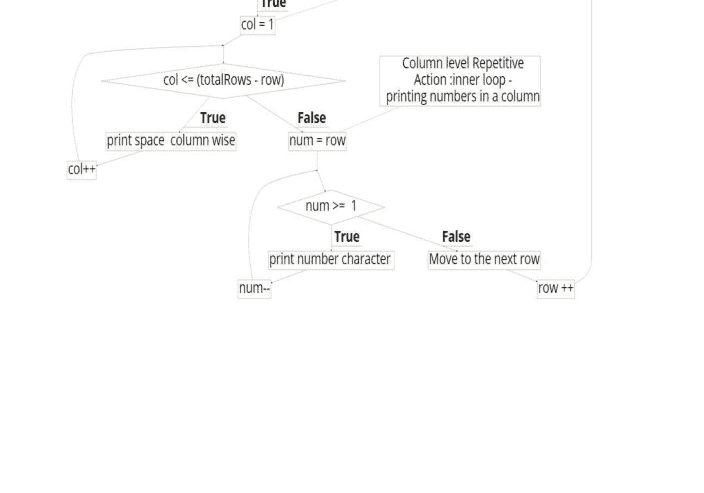 True
col = 1
col <= (totalRows - row)
Column level Repetitive
Action :inner loop -
printing numbers in a column
True
False
print space  column wise
num = row
col++
num >=  1
True
False
print number character
Move to the next row
num--
row ++